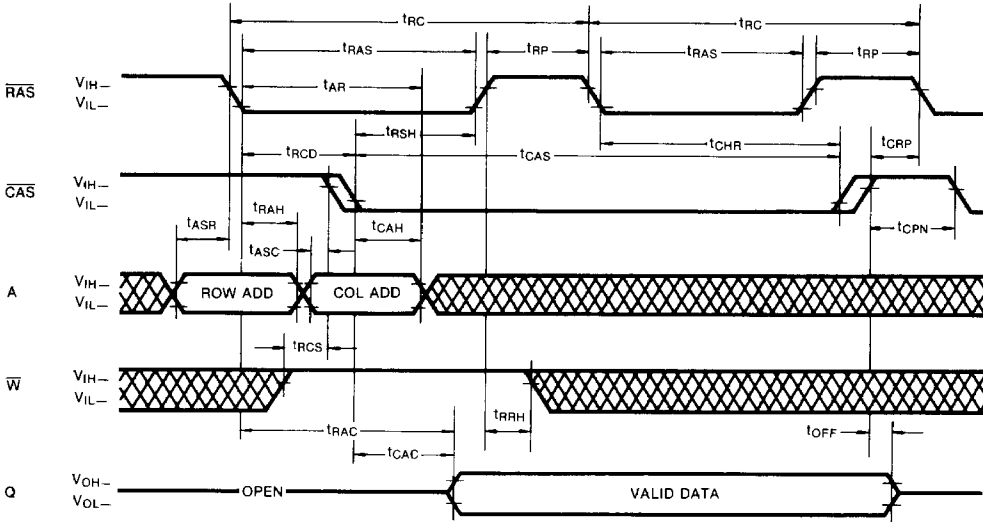 tRC tRC
tRAS tRP tRAS tRP
RAS VIH tAR
VIL
tRSH tCHR tCRP
tRCD tCAS
CAS VIH
VIL
tASR tRAH tCAH tCPN
tASC
A VIH ROW ADD COL ADD
VIL
tRCS
W VIH
VIL
tRAC tRRH tOFF
tCAC
Q VOH OPEN VALID DATA
VOL